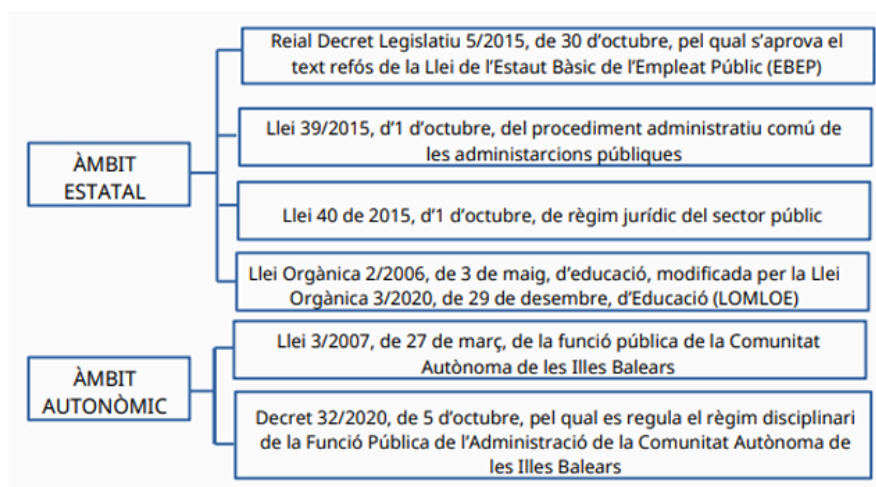 Reial Decret Legislatiu 5/2015, de 30 d'octubre, pel qual s'aprova el
text refós de la Llei de l'Estaut Bàsic de l'Empleat Públic (EBEP)
Llei 39/2015, d'1 d'octubre, del procediment administratiu comú de
les administarcions públiques
ÀMBIT
ESTATAL
Llei 40 de 2015, d'1 d'octubre, de règim jurídic del sector públic
Llei Orgànica 2/2006, de 3 de maig, d'educació, modificada per la Llei
Orgànica 3/2020, de 29 de desembre, d'Educació (LOMLOE)
Llei 3/2007, de 27 de març, de la funció pública de la Comunitat
Autònoma de les Illes Balears
ÀMBIT
AUTONÒMIC
Decret 32/2020, de 5 d'octubre, pel qual es regula el règim disciplinari
de la Funció Pública de l'Administració de la Comunitat Autònoma de
les Illes Balears